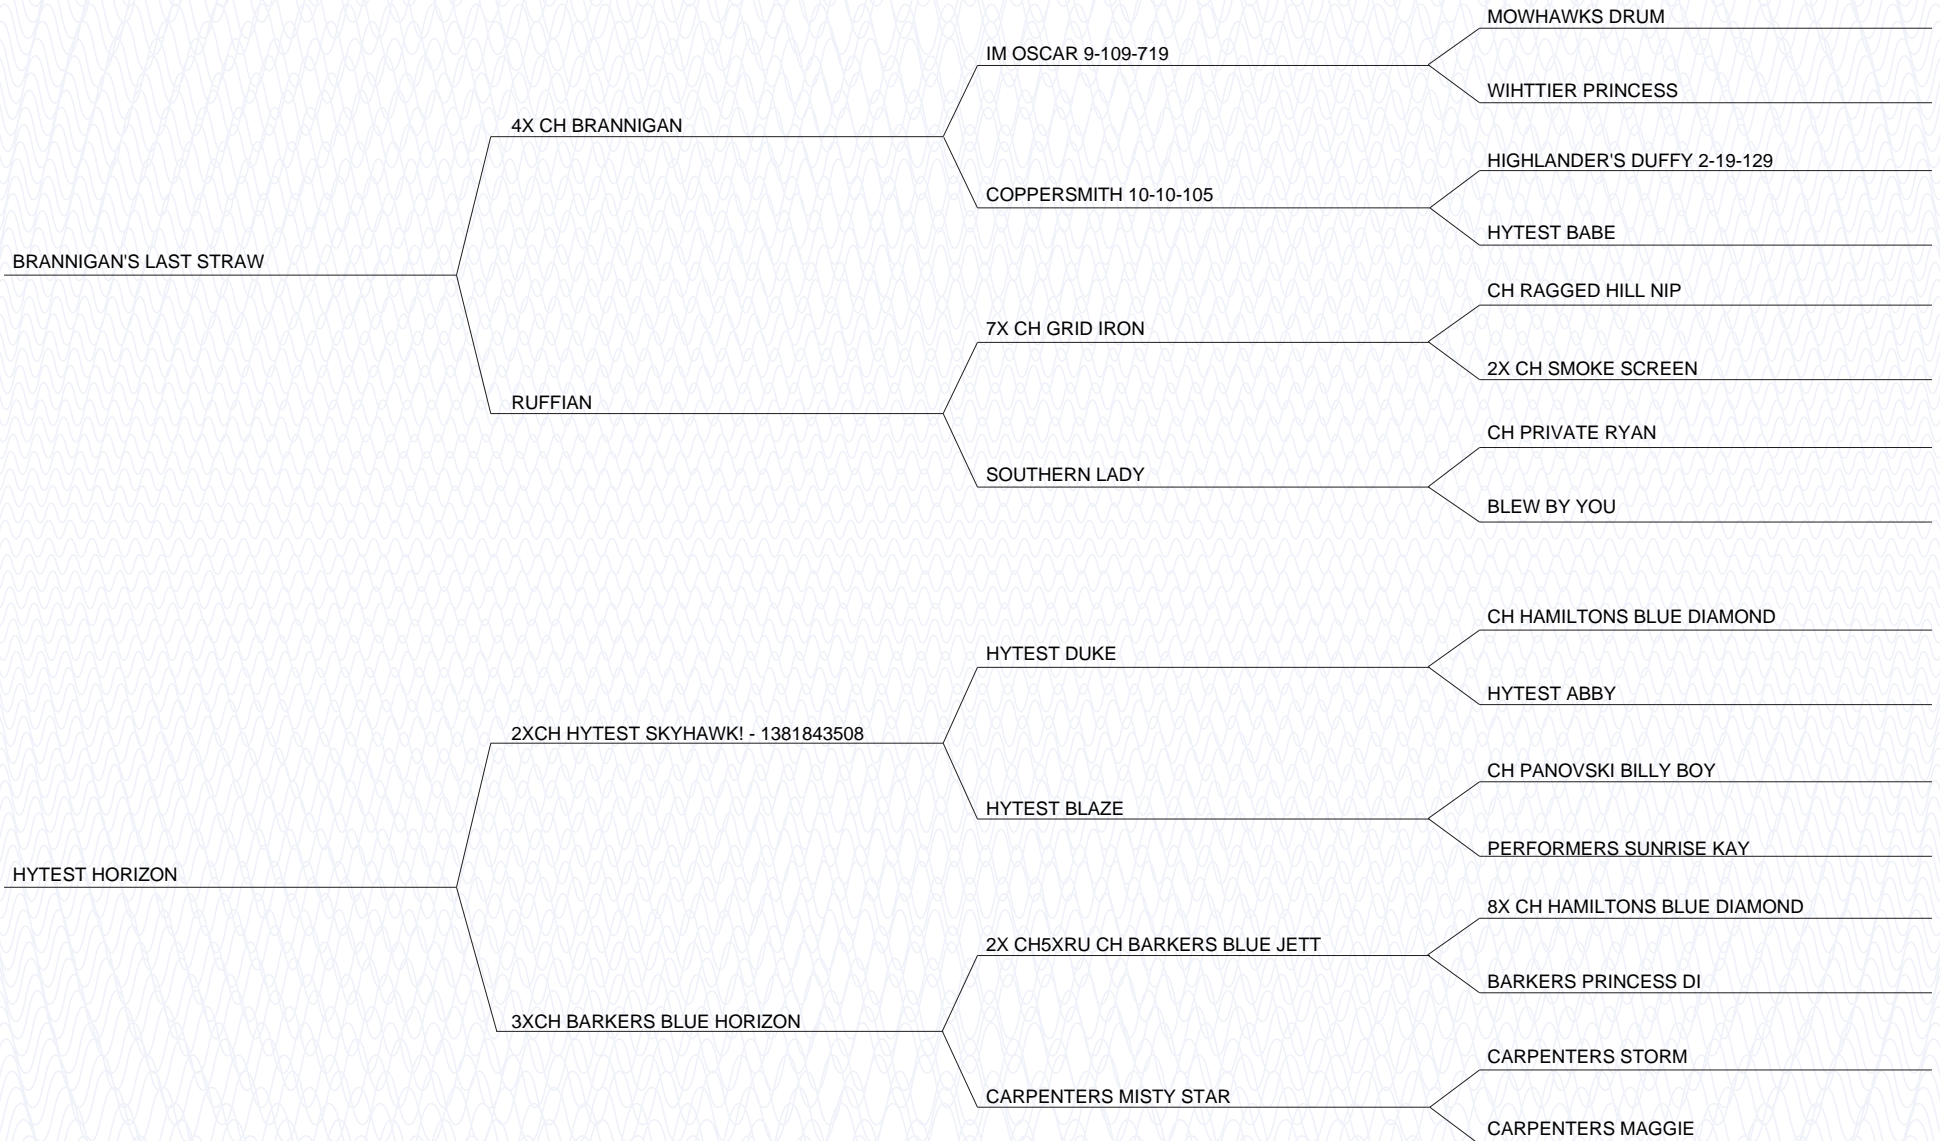 MOWHAWKS DRUM
IM OSCAR 9-109-719
WIHTTIER PRINCESS
4X CH BRANNIGAN
HIGHLANDER'S DUFFY 2-19-129
COPPERSMITH 10-10-105
HYTEST BABE
BRANNIGAN'S LAST STRAW
CH RAGGED HILL NIP
7X CH GRID IRON
2X CH SMOKE SCREEN
RUFFIAN
CH PRIVATE RYAN
SOUTHERN LADY
BLEW BY YOU
CH HAMILTONS BLUE DIAMOND
HYTEST DUKE
HYTEST ABBY
2XCH HYTEST SKYHAWK! - 1381843508
CH PANOVSKI BILLY BOY
HYTEST BLAZE
PERFORMERS SUNRISE KAY
HYTEST HORIZON
8X CH HAMILTONS BLUE DIAMOND
2X CH5XRU CH BARKERS BLUE JETT
BARKERS PRINCESS DI
3XCH BARKERS BLUE HORIZON
CARPENTERS STORM
CARPENTERS MISTY STAR
CARPENTERS MAGGIE